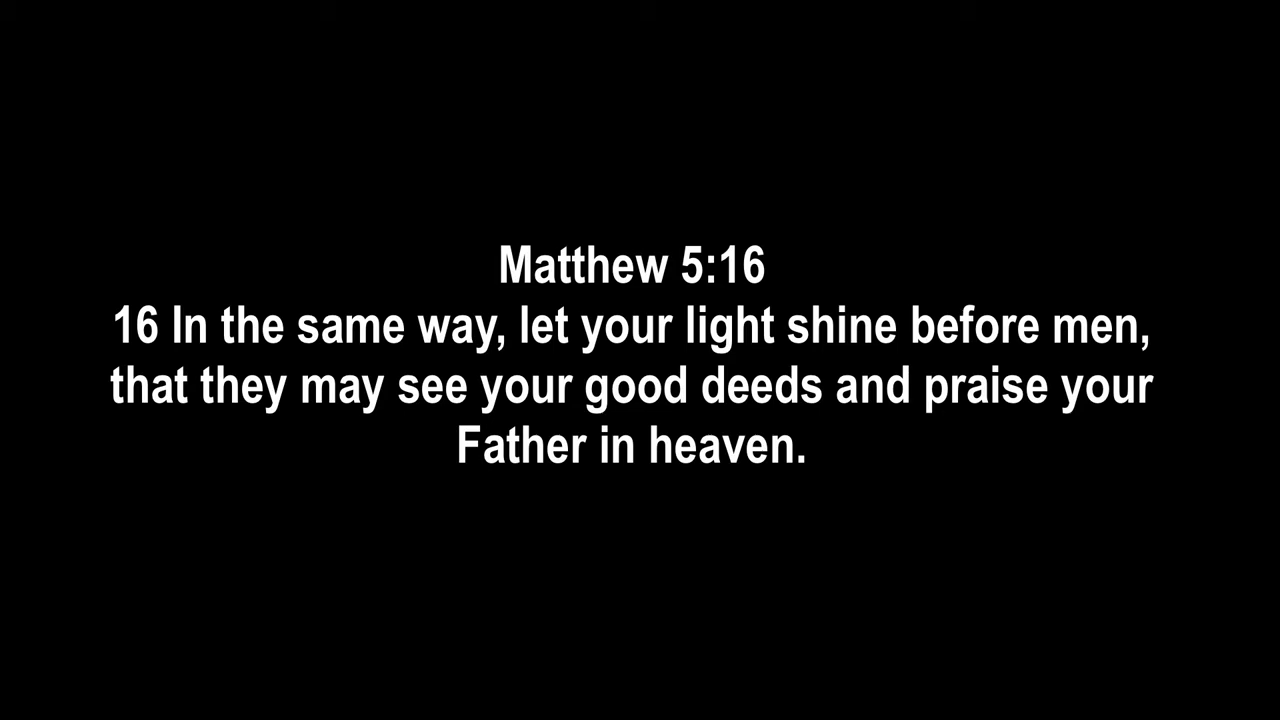 Matthew 5:16
16 In the same way, let your light shine before men,
that they may see your good deeds and praise your
Father in heaven.